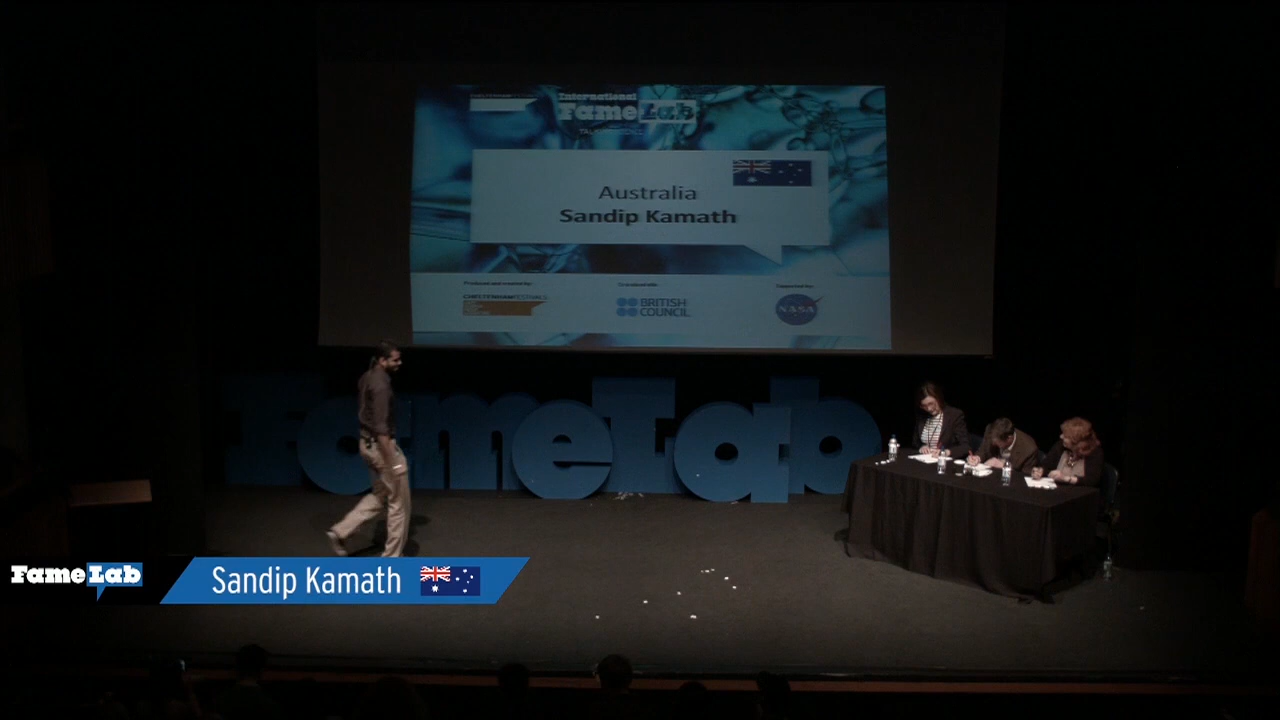 International
FameLab
Australia
Sandip Kamath
BRITISH
COUNCIL
NASA
FameLab
FameLab
Sandip Kamath